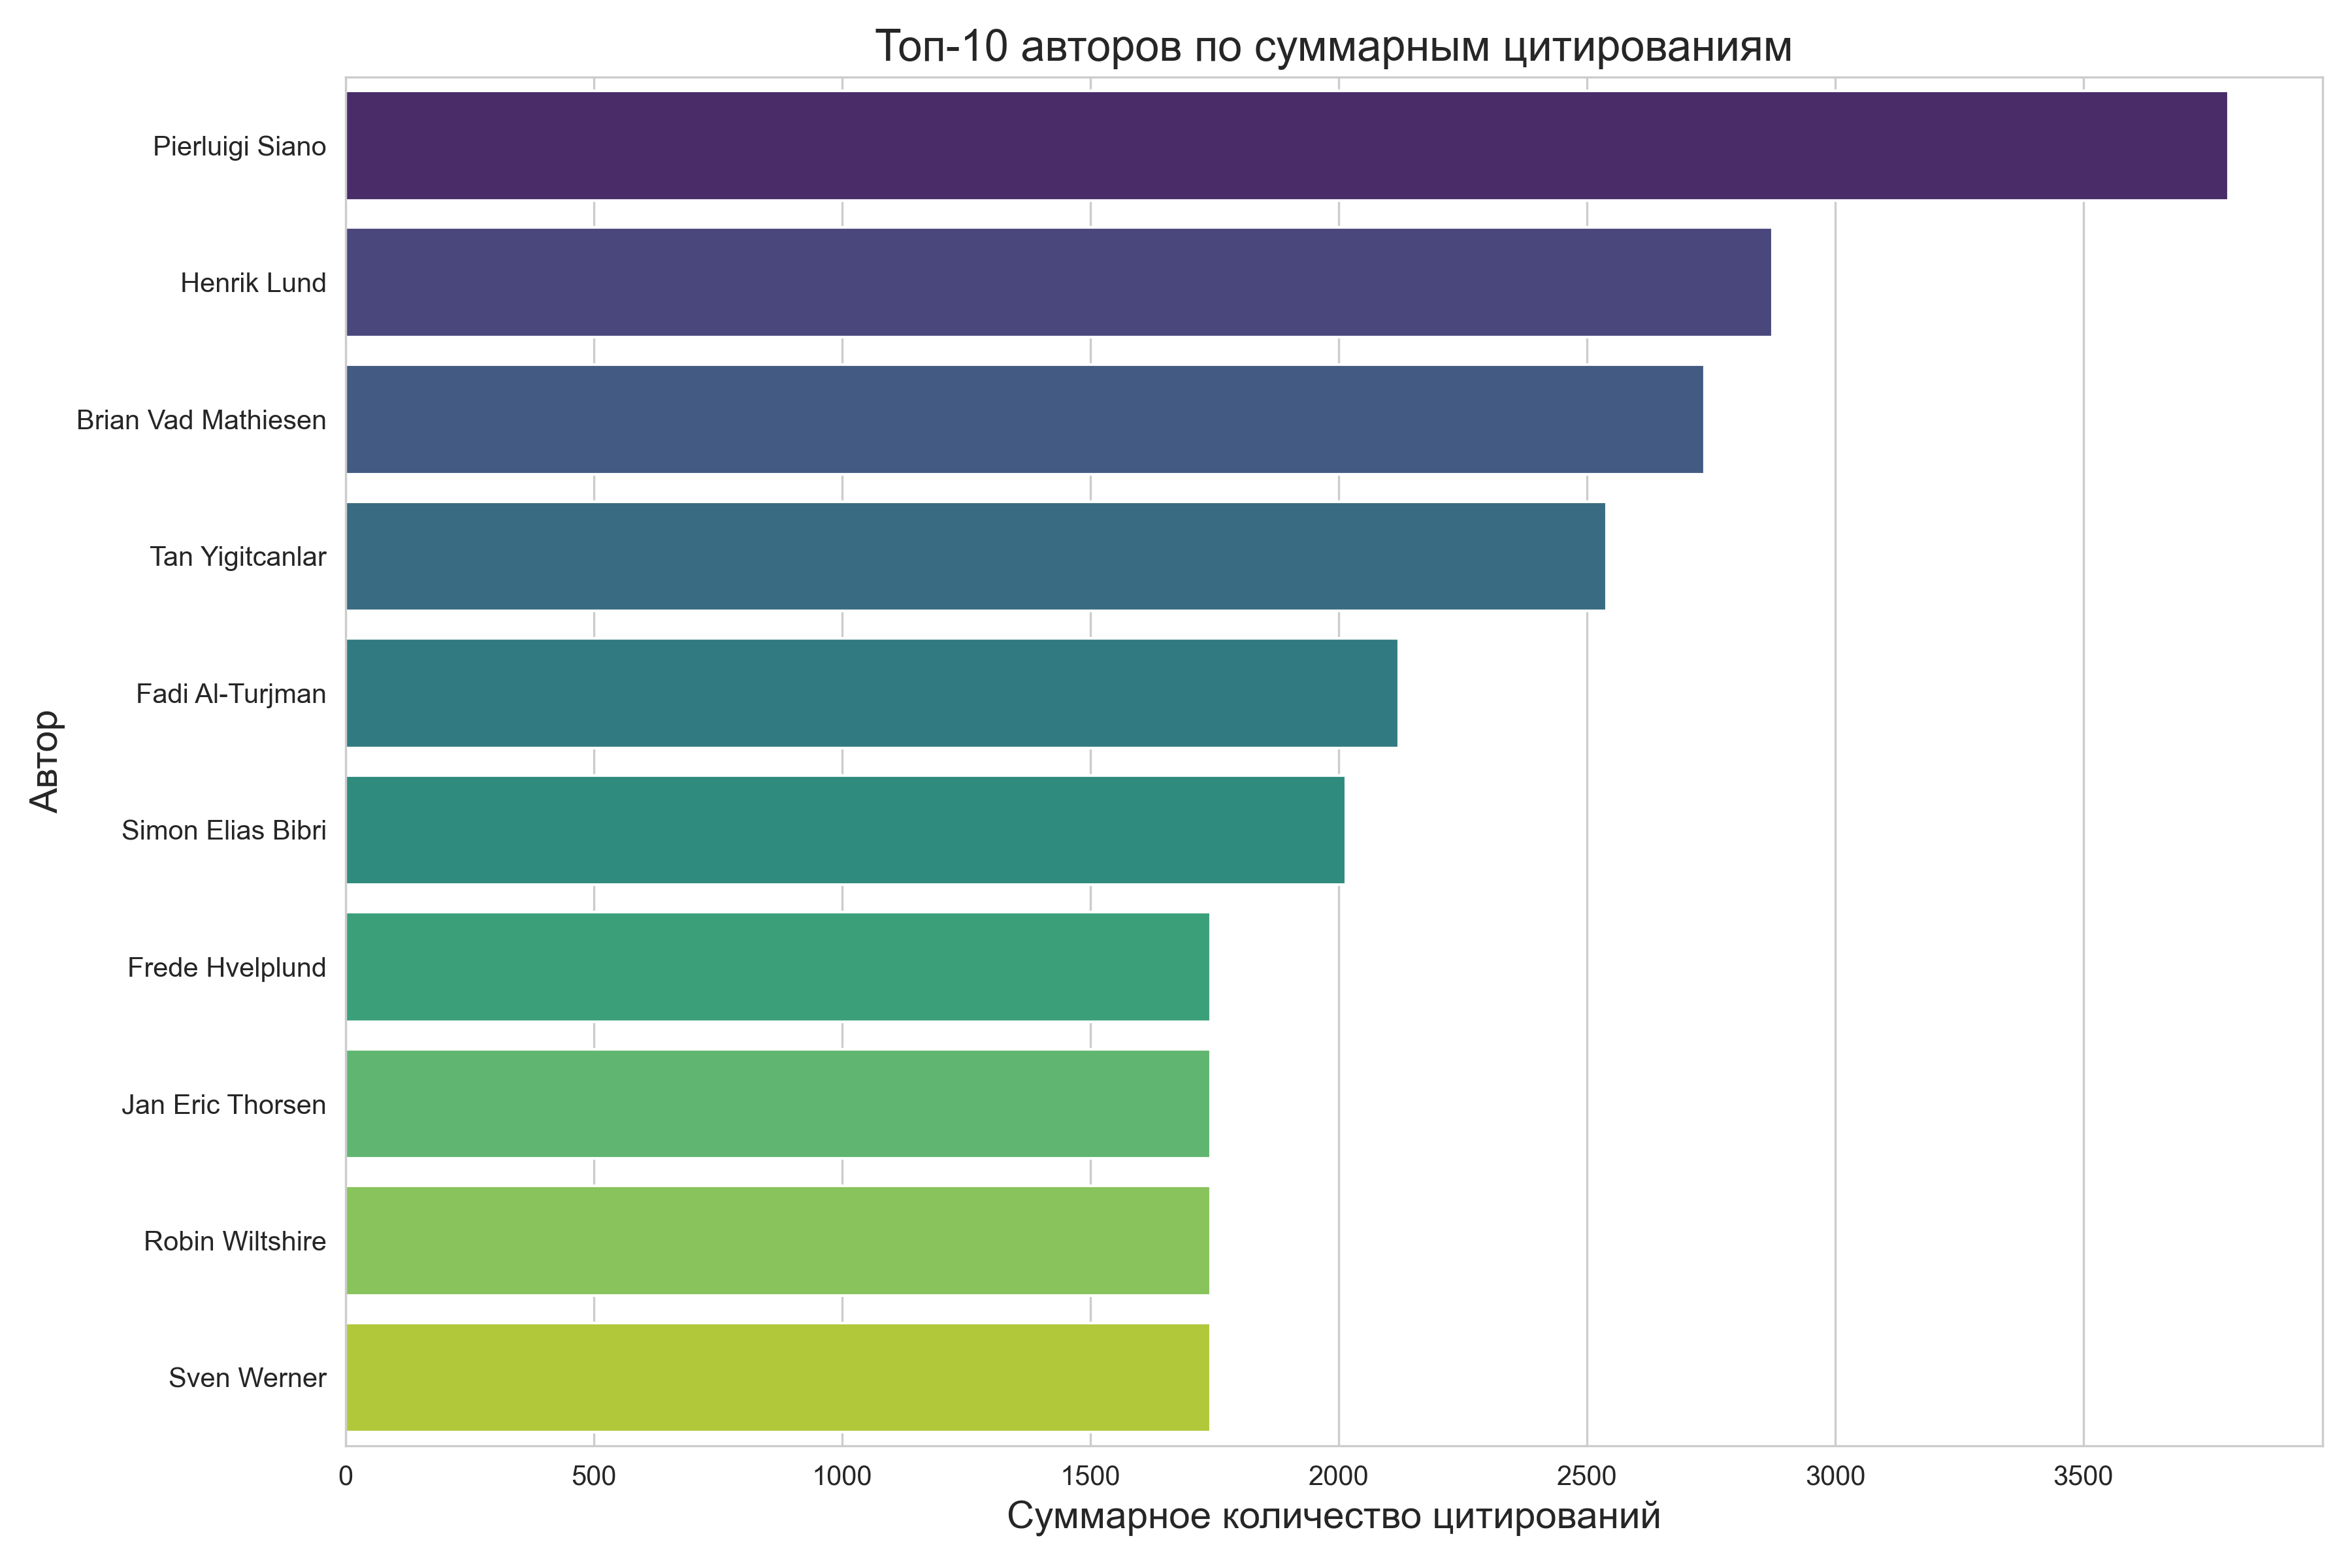 Топ-10 авторов по суммарным цитированиям
Pierluigi Siano
Henrik Lund
Brian Vad Mathiesen
Tan Yigitcanlar
Fadi Al-Turjman
Simon Elias Bibri
Frede Hvelplund
Jan Eric Thorsen
Robin Wiltshire
Sven Werner
Автор
0 500 1000 1500 2000 2500 3000 3500
Суммарное количество цитирований